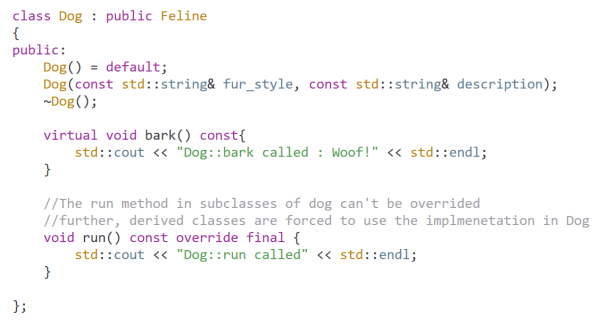 class Dog : public Feline
{
public:
    Dog() = default;
    Dog(const std::string& fur_style, const std::string& description);
    ~Dog();

    virtual void bark() const{
        std::cout << "Dog::bark called : Woof!" << std::endl;
    }

    //The run method in subclasses of dog can't be overrided
    //further, derived classes are forced to use the implmenetation in Dog
    void run() const override final {
        std::cout << "Dog::run called" << std::endl;
    }

};